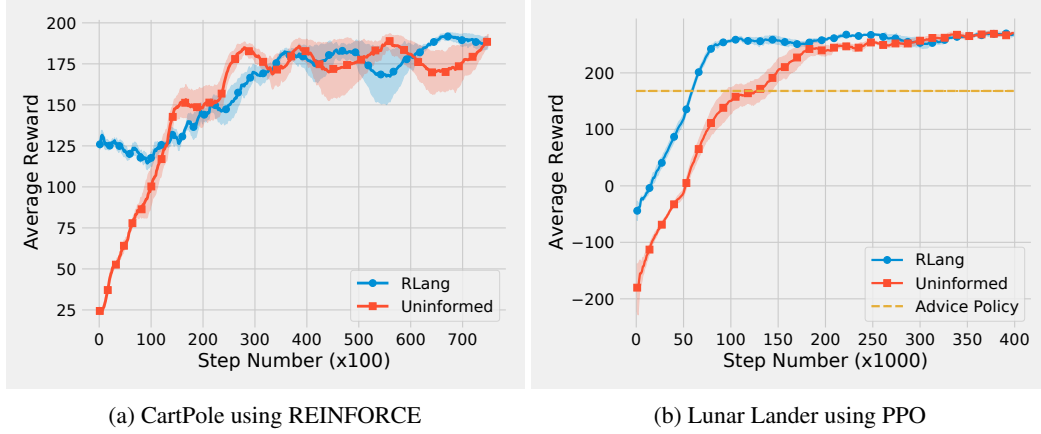 200
175
150
125
100
75
50
25
Average Reward
0 100 200 300 400 500 600 700
Step Number (x100)
RLang
Uninformed
(a) CartPole using REINFORCE
200
100
0
−100
−200
Average Reward
0 50 100 150 200 250 300 350 400
Step Number (x1000)
RLang
Uninformed
Advice Policy
(b) Lunar Lander using PPO